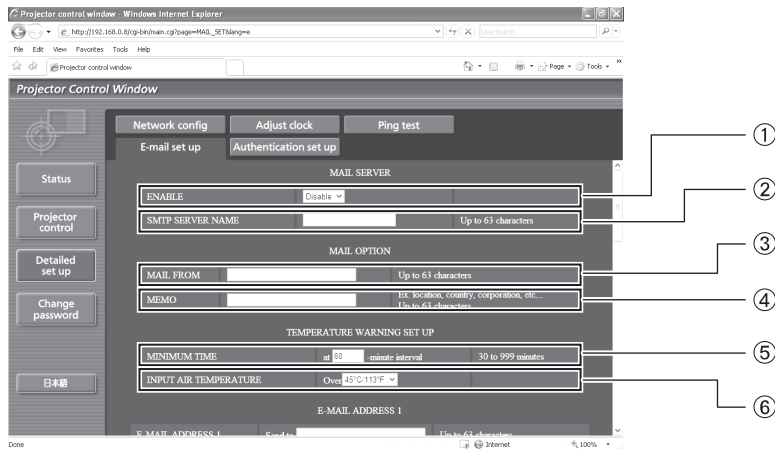 Projector control window - Windows Internet Explorer
http://192.168.0.8/cgi-bin/main.cgi?page=MAIL_SET&lang=e
Live Search
File Edit View Favorites Tools Help
Projector control window
Page Tools
Projector Control Window
Network config Adjust clock Ping test
E-mail set up Authentication set up
Status
Projector control
Detailed set up
Change password
日本語
MAIL SERVER
ENABLE Disable
SMTP SERVER NAME Up to 63 characters
MAIL OPTION
MAIL FROM Up to 63 characters
MEMO Ex. location, country, corporation, etc...
Up to 63 characters
TEMPERATURE WARNING SET UP
MINIMUM TIME at 60 -minute interval 30 to 999 minutes
INPUT AIR TEMPERATURE Over 45°C/113°F
E-MAIL ADDRESS 1
E-MAIL ADDRESS 1 Send to Up to 63 characters
Done Internet 100%
①
②
③
④
⑤
⑥